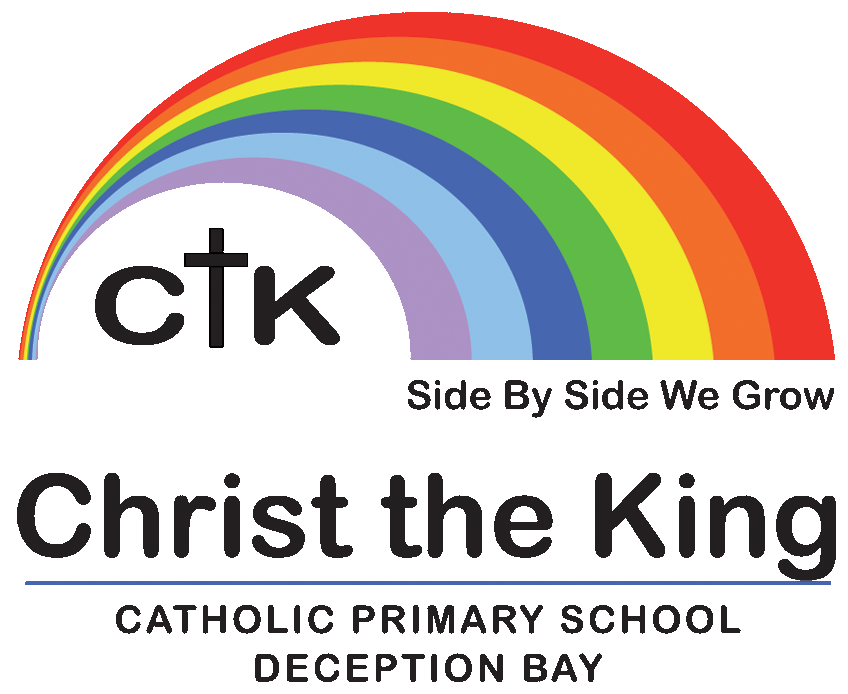 CtK
Side By Side We Grow
Christ the King
CATHOLIC PRIMARY SCHOOL
DECEPTION BAY